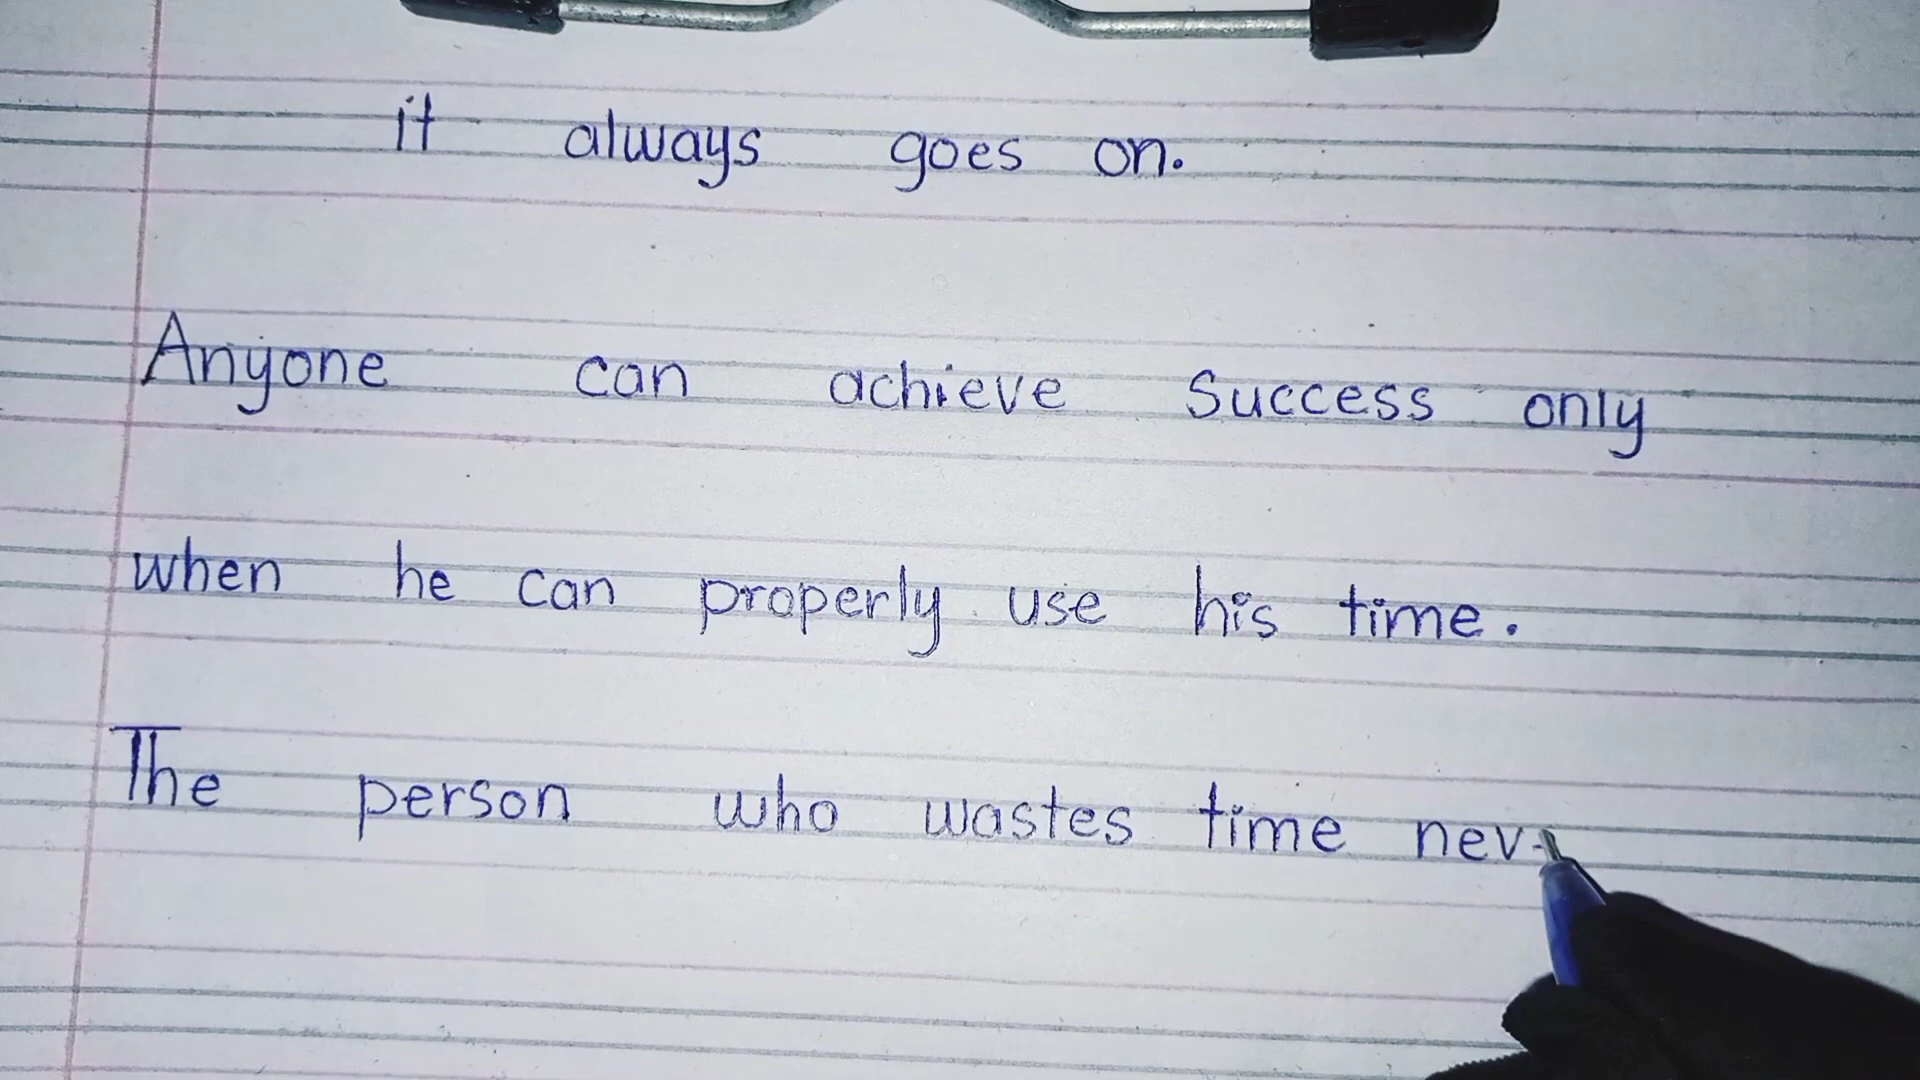 it always goes on.
Anyone can achieve Success only
when he can properly use his time.
The person who wastes time nev